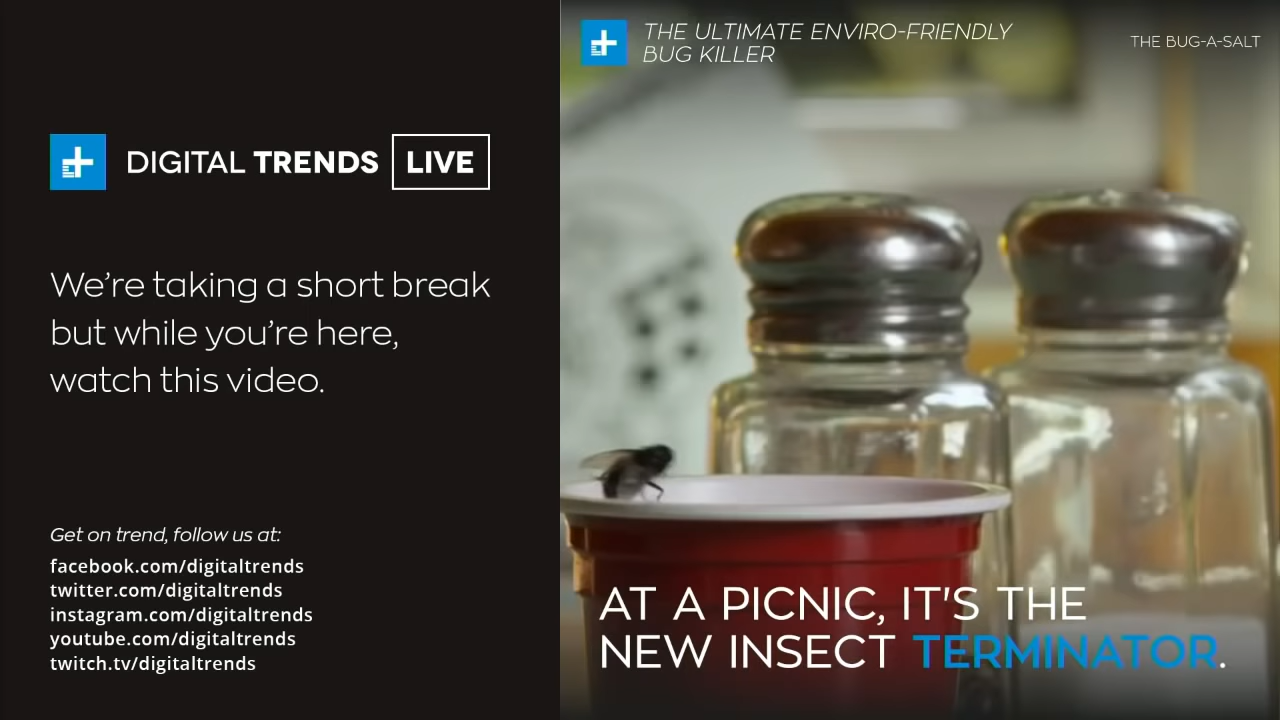 DIGITAL TRENDS LIVE
We’re taking a short break
but while you’re here,
watch this video.
Get on trend, follow us at:
facebook.com/digitaltrends
twitter.com/digitaltrends
instagram.com/digitaltrends
youtube.com/digitaltrends
twitch.tv/digitaltrends
THE ULTIMATE ENVIRO-FRIENDLY
BUG KILLER
THE BUG-A-SALT
AT A PICNIC, IT'S THE
NEW INSECT TERMINATOR.